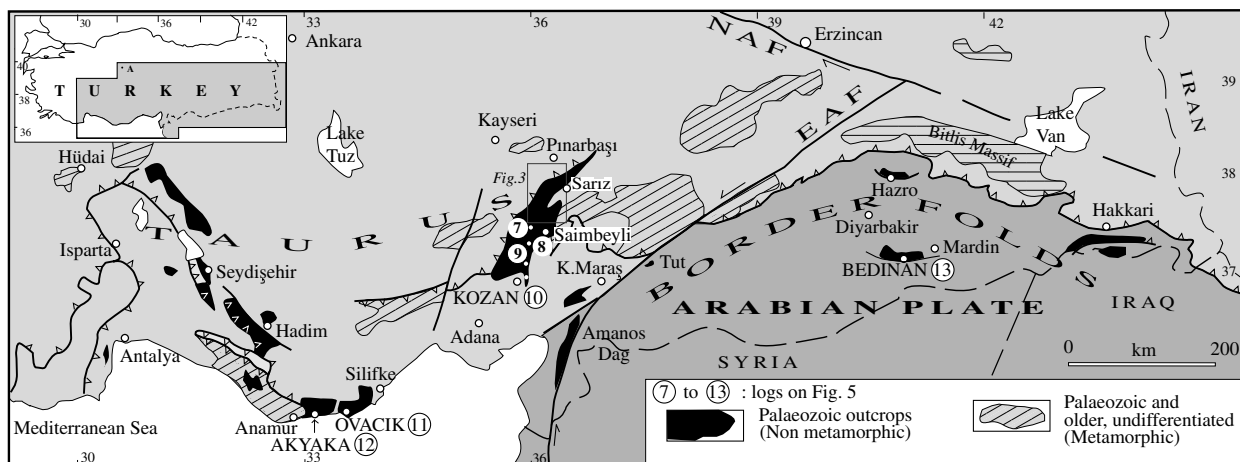 30 36 42
40
38
36
A
T U R K E Y
33
36
39
42
Ankara
NAF
Erzincan
39
IRAN
Kayseri
Lake
Tuz
Pınarbaşı
EAF
Lake
Van
Bitlis Massif
Hüdai
Fig.3
Sarız
38
Hazro
TAURUS
7
Saimbeyli
Diyarbakir
Hakkari
BORDER FOLDS
Isparta
9
8
Mardin
Seydişehir
K.Maraş
Tut
BEDINAN 13
37
KOZAN 10
ARABIAN PLATE
IRAQ
Hadim
Adana
Amanos
Dag
Antalya
SYRIA
km
0 200
Silifke
7 to 13 : logs on Fig. 5
Palaeozoic outcrops
(Non metamorphic)
Palaeozoic and
older, undifferentiated
(Metamorphic)
Mediterranean Sea
Anamur
OVACIK 11
AKYAKA 12
30
33
36